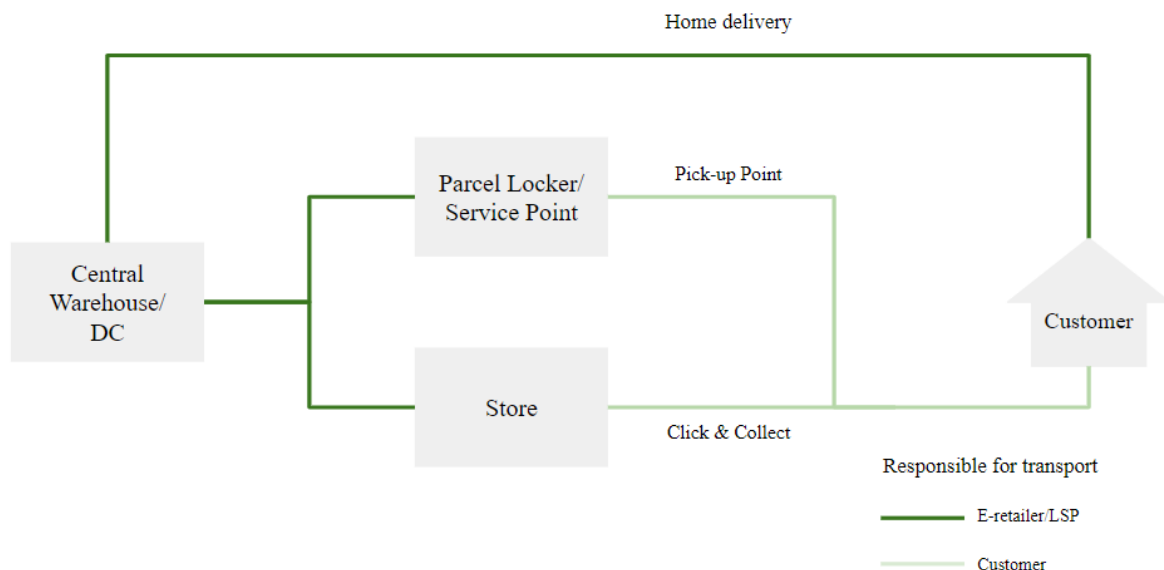 Home delivery
Parcel Locker/
Service Point
Pick-up Point
Central
Warehouse/
DC
Customer
Store
Click & Collect
Responsible for transport
E-retailer/LSP
Customer